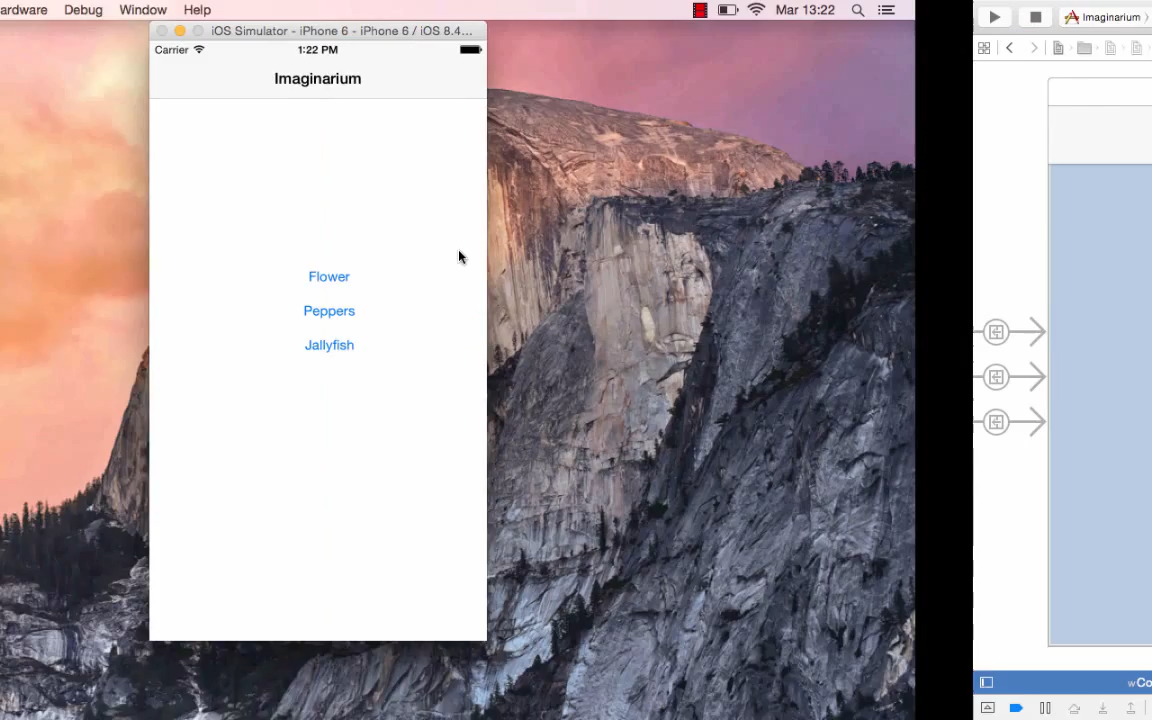 ardware Debug Window Help Mar 13:22
iOS Simulator - iPhone 6 - iPhone 6 / iOS 8.4...
Carrier 1:22 PM
Imaginarium
Flower
Peppers
Jallyfish
Imaginarium
wCo